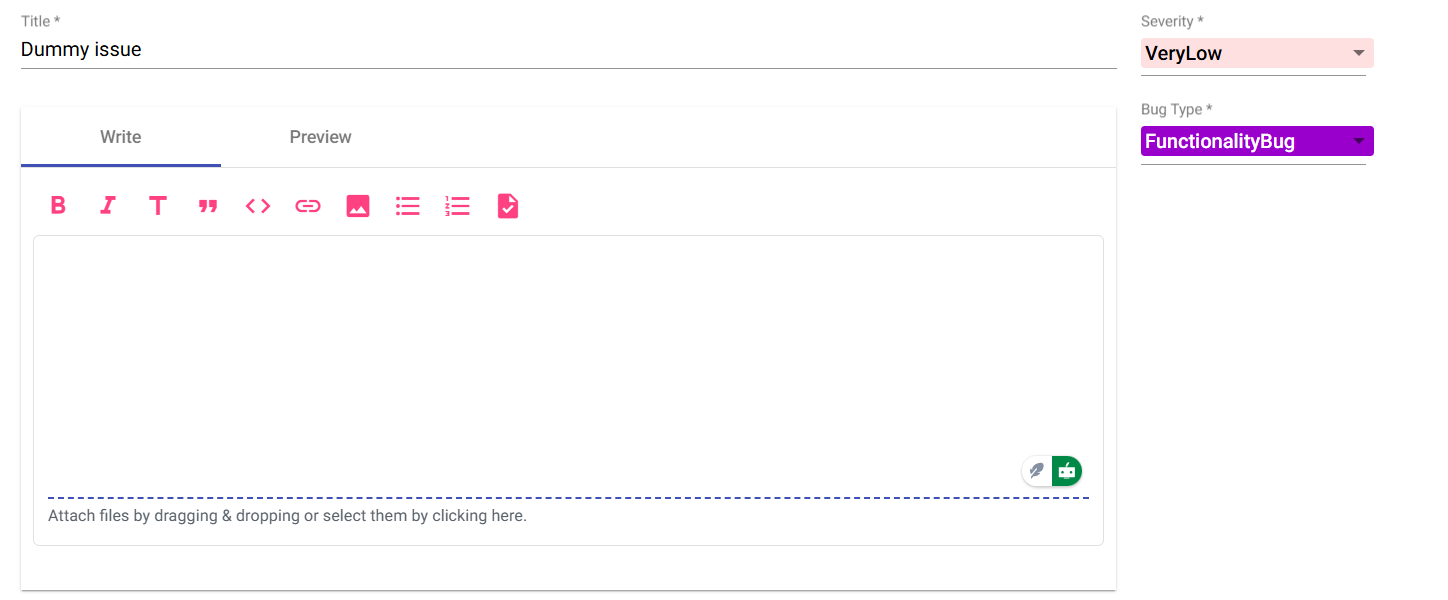 Title *
Dummy issue
Severity *
VeryLow
Bug Type *
FunctionalityBug
Write
Preview
Attach files by dragging & dropping or select them by clicking here.